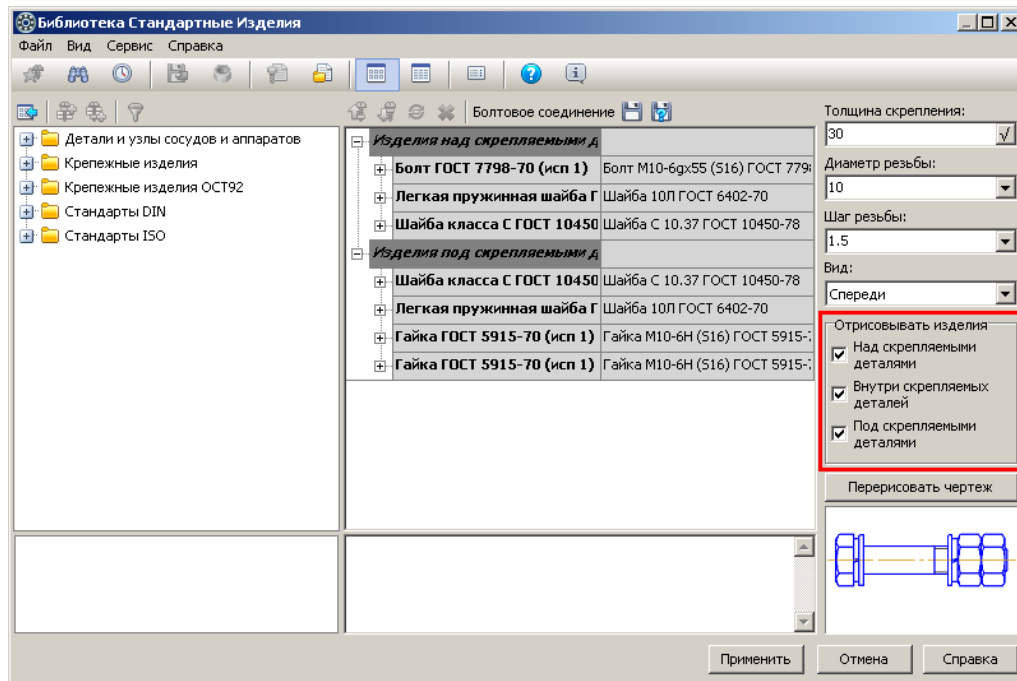 Библиотека Стандартные Изделия
Файл Вид Сервис Справка
Болтовое соединение
Детали и узлы сосудов и аппаратов
Крепежные изделия
Крепежные изделия ОСТ92
Стандарты DIN
Стандарты ISO
Изделия над скрепляемыми д
Болт ГОСТ 7798-70 (исп 1) Болт М10-6gx55 (S16) ГОСТ 779
Легкая пружинная шайба Г Шайба 10Л ГОСТ 6402-70
Шайба класса С ГОСТ 10450 Шайба С 10.37 ГОСТ 10450-78
Изделия под скрепляемыми д
Шайба класса С ГОСТ 10450 Шайба С 10.37 ГОСТ 10450-78
Легкая пружинная шайба Г Шайба 10Л ГОСТ 6402-70
Гайка ГОСТ 5915-70 (исп 1) Гайка М10-6Н (S16) ГОСТ 5915-
Гайка ГОСТ 5915-70 (исп 1) Гайка М10-6Н (S16) ГОСТ 5915-
Толщина скрепления:
30
Диаметр резьбы:
10
Шаг резьбы:
1.5
Вид:
Спереди
Отрисовывать изделия
Над скрепляемыми
деталями
Внутри скрепляемых
деталей
Под скрепляемыми
деталями
Перерисовать чертеж
Применить Отмена Справка